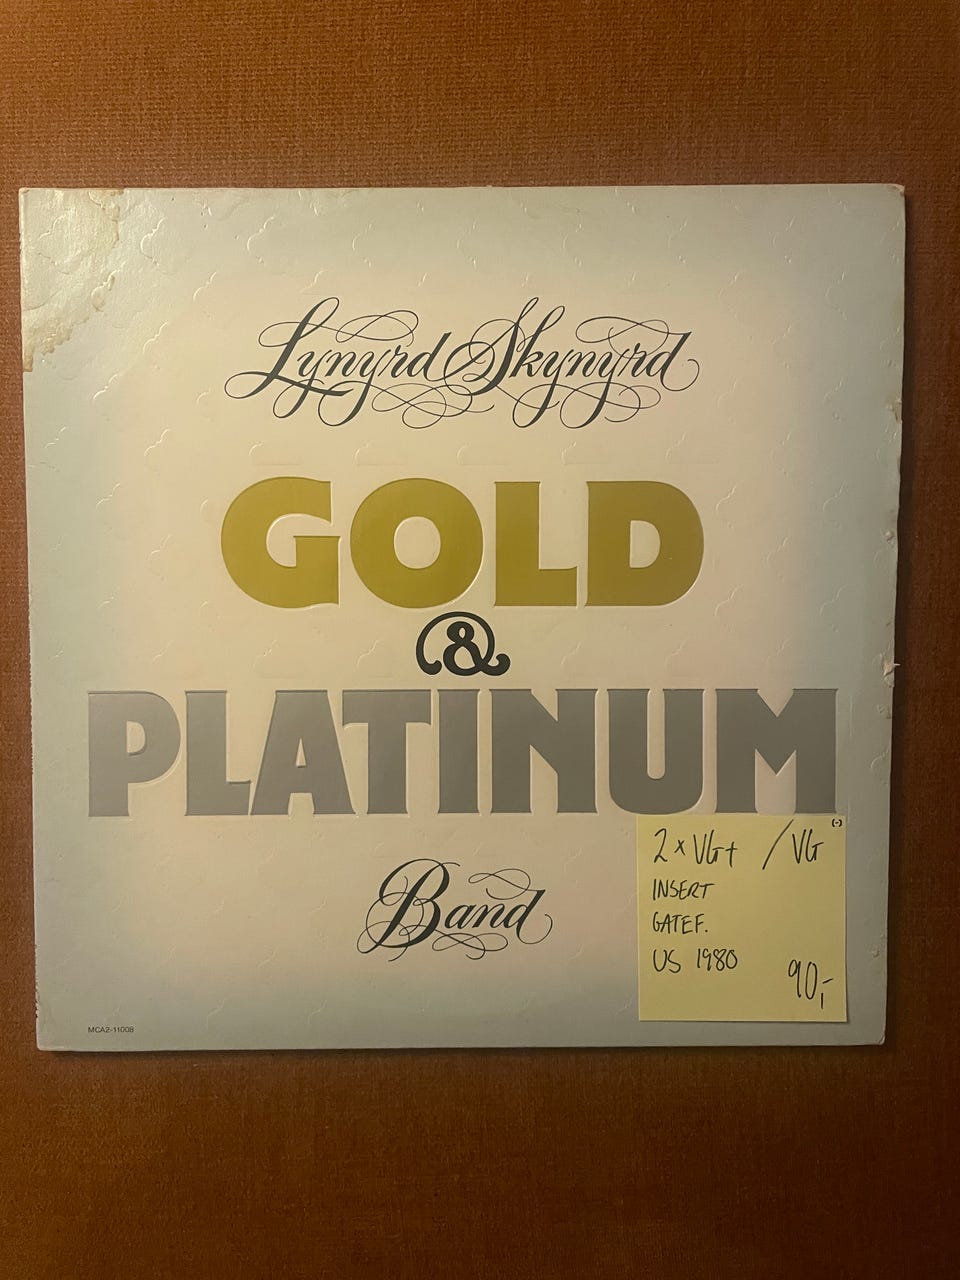 Lynyrd Skynyrd
GOLD
&
PLATINUM
Band
MCA2-11008
(-)
2 x VG+ / VG
INSERT
GATEF.
US 1980
90,-